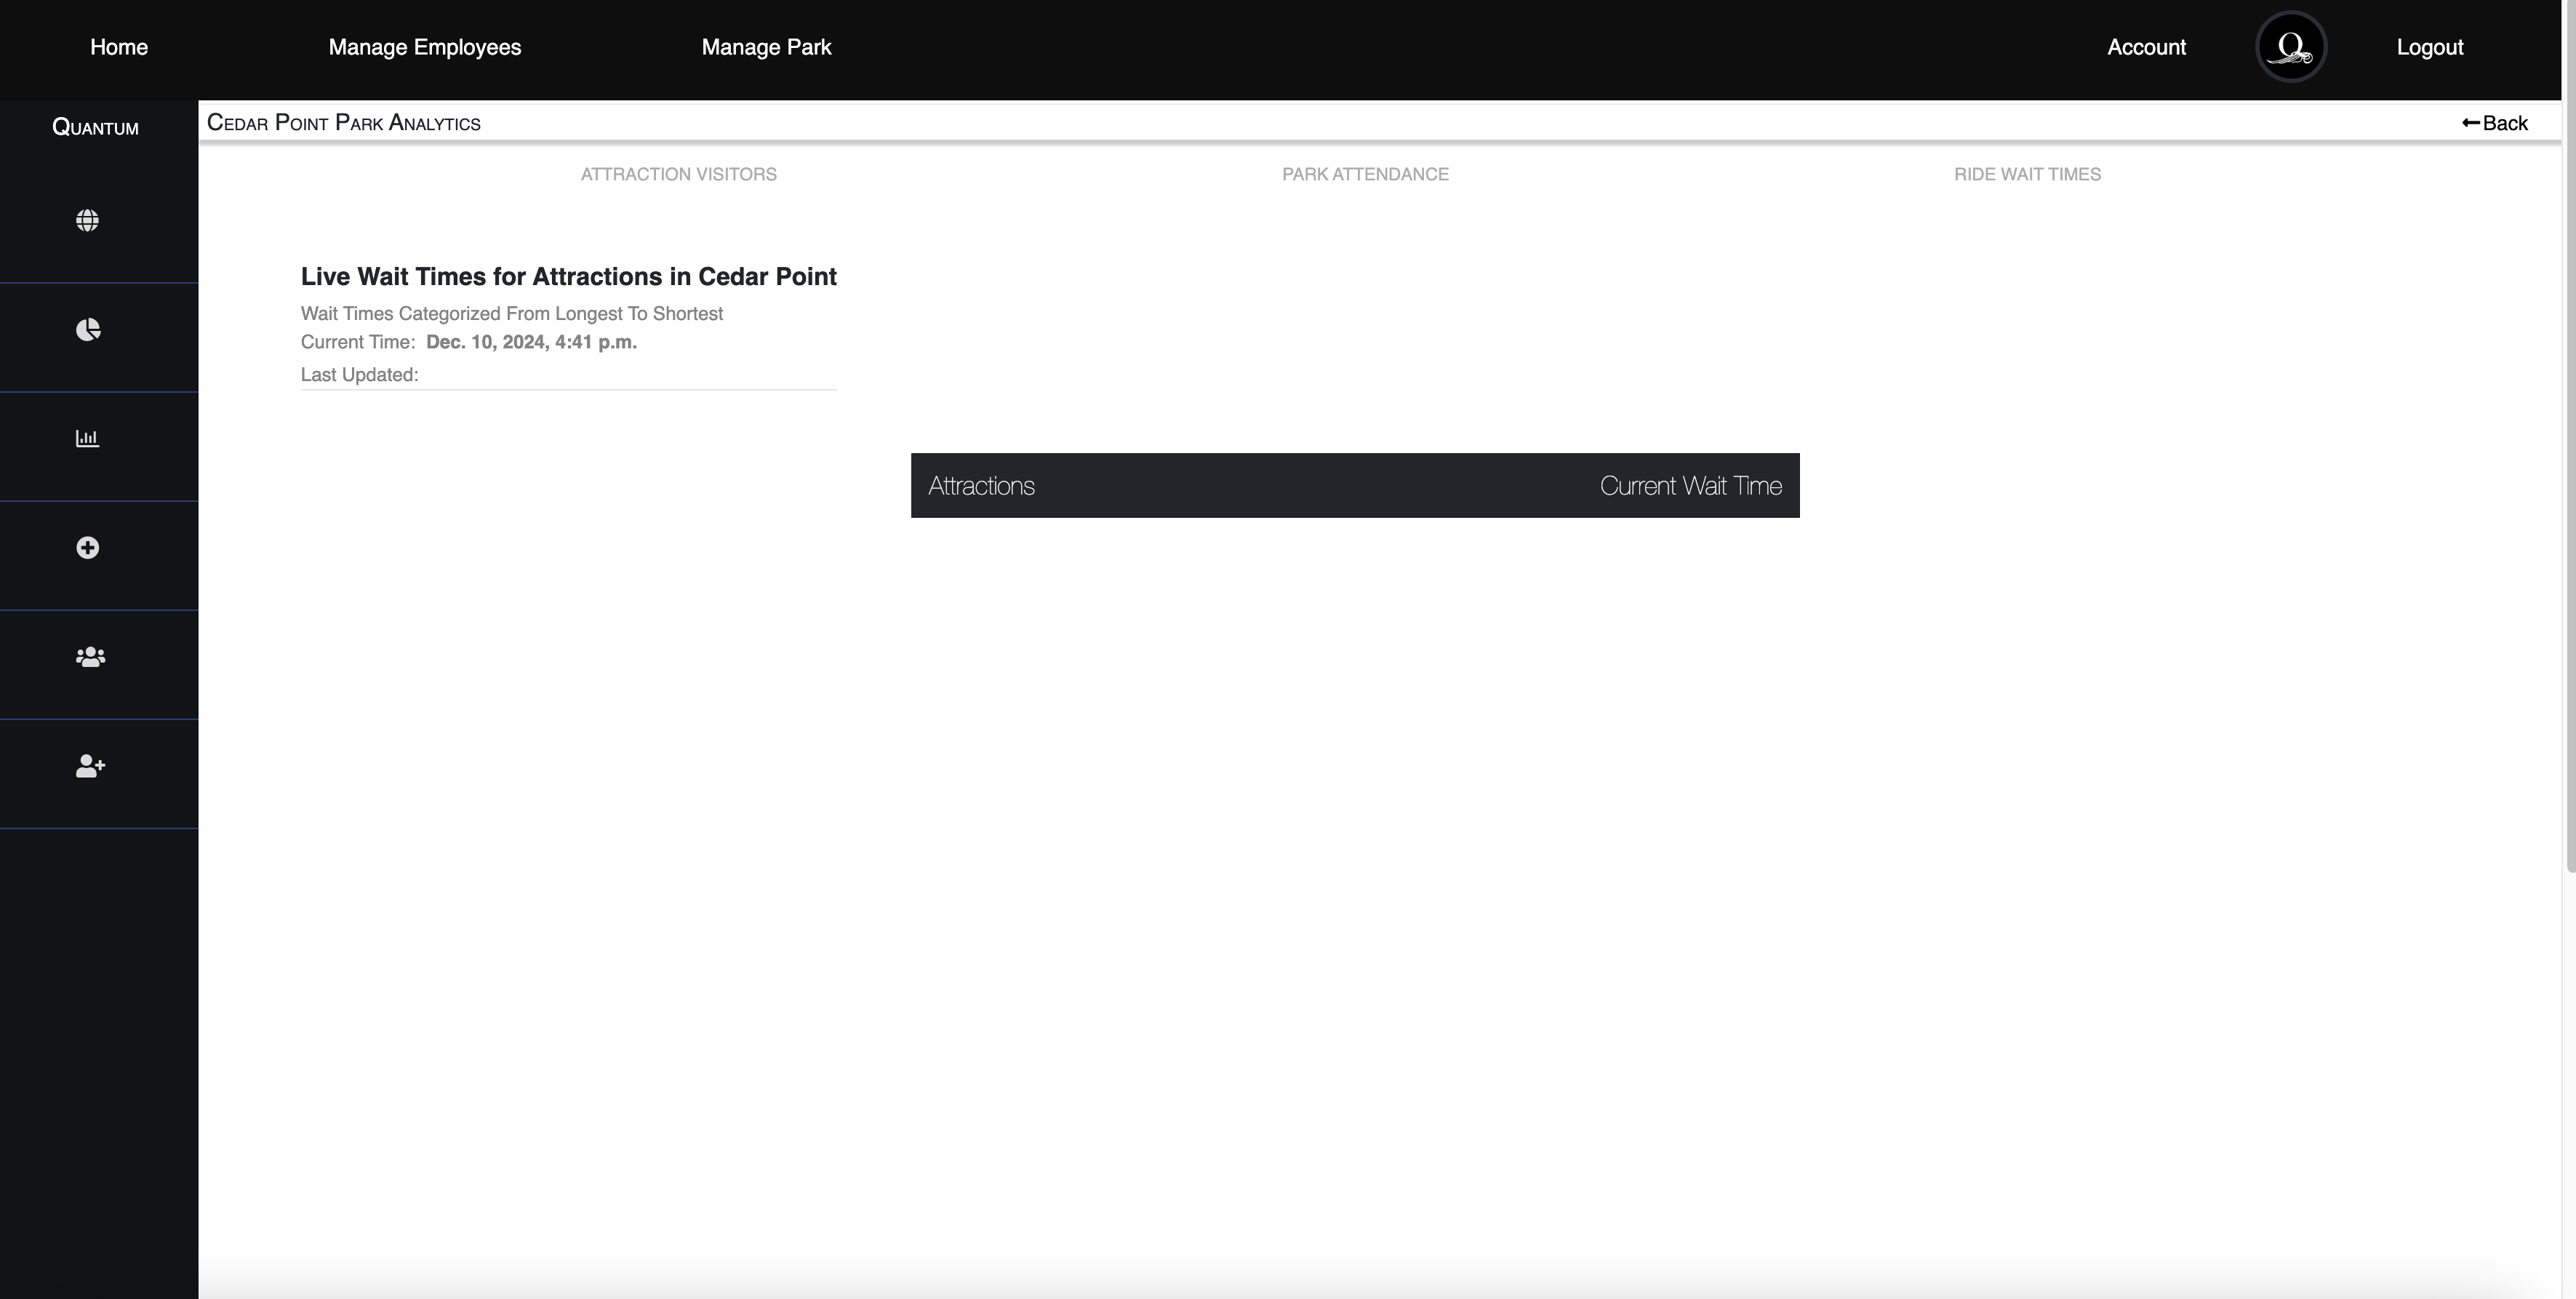 Home Manage Employees Manage Park Account Q Logout
Quantum
Cedar Point Park Analytics Back
ATTRACTION VISITORS PARK ATTENDANCE RIDE WAIT TIMES
Live Wait Times for Attractions in Cedar Point
Wait Times Categorized From Longest To Shortest
Current Time: Dec. 10, 2024, 4:41 p.m.
Last Updated:
Attractions Current Wait Time